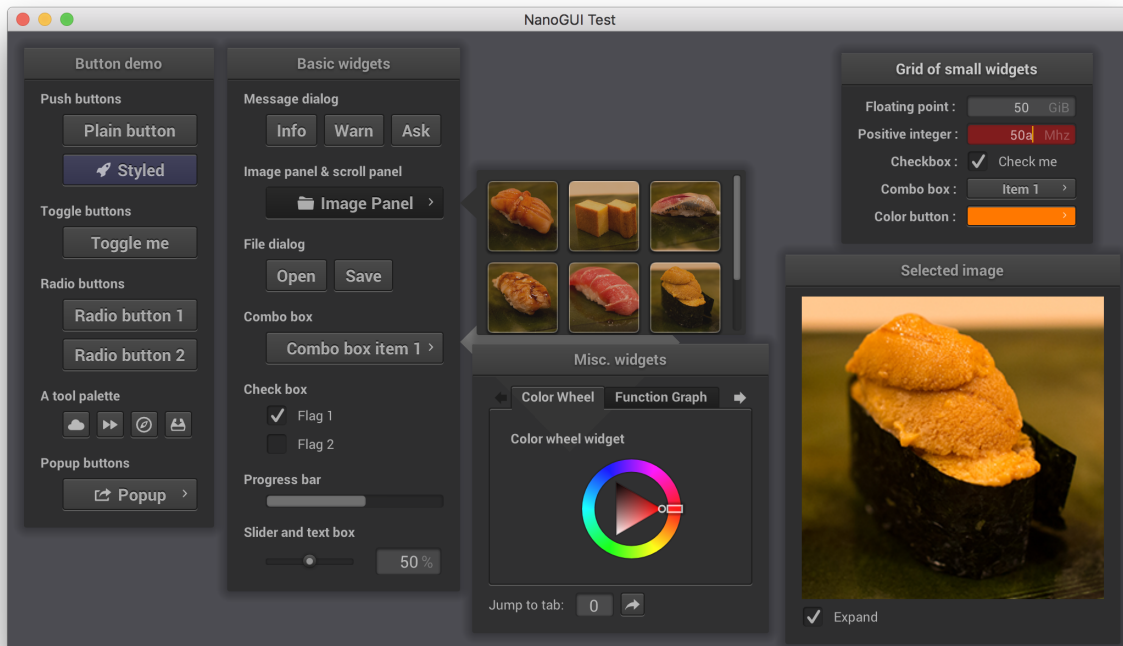 NanoGUI Test
Button demo
Push buttons
Plain button
Styled
Toggle buttons
Toggle me
Radio buttons
Radio button 1
Radio button 2
A tool palette
Popup buttons
Popup
Basic widgets
Message dialog
Info Warn Ask
Image panel & scroll panel
Image Panel
File dialog
Open Save
Combo box
Combo box item 1
Check box
Flag 1
Flag 2
Progress bar
Slider and text box
50 %
Misc. widgets
Color Wheel Function Graph
Color wheel widget
Jump to tab: 0
Grid of small widgets
Floating point : 50 GiB
Positive integer : 50a Mhz
Checkbox : Check me
Combo box : Item 1
Color button :
Selected image
Expand